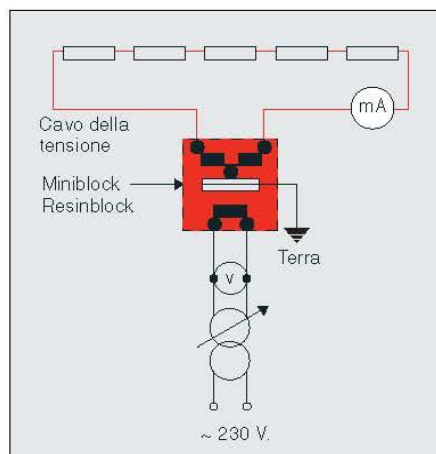 mA
Cavo della
tensione
Miniblock
Resinblock
Terra
V
~ 230 V.